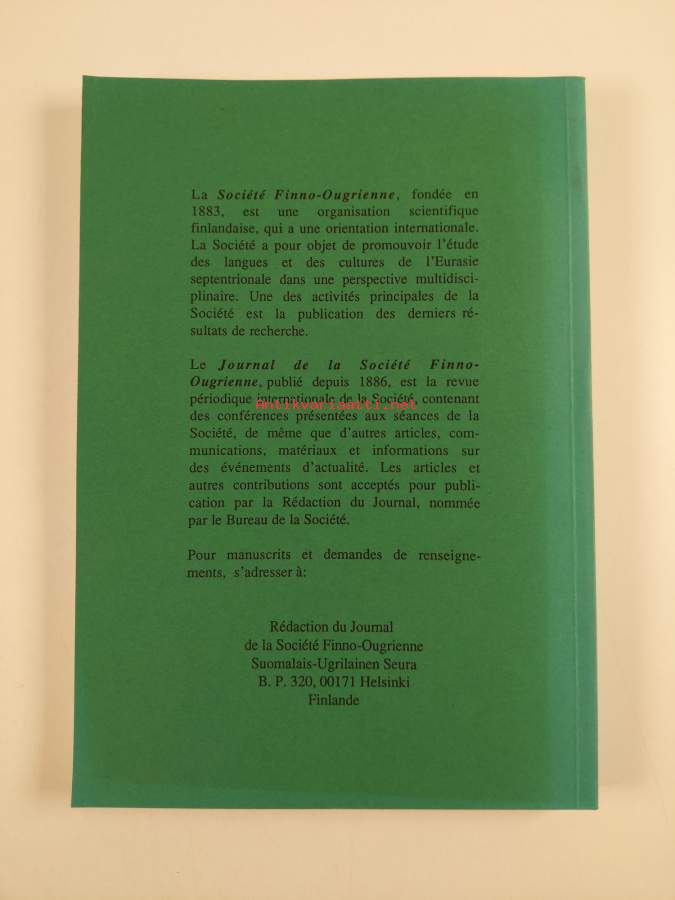 La Société Finno-Ougrienne, fondée en
1883, est une organisation scientifique
finlandaise, qui a une orientation internationale.
La Société a pour objet de promouvoir l'étude
des langues et des cultures de l'Eurasie
septentrionale dans une perspective multidisci-
plinaire. Une des activités principales de la
Société est la publication des derniers ré-
sultats de recherche.
Le Journal de la Société Finno-
Ougrienne, publié depuis 1886, est la revue
périodique internationale de la Société, contenant
Antikvariaatti.net
des conférences présentées aux séances de la
Société, de même que d'autres articles, com-
munications, matériaux et informations sur
des événements d'actualité. Les articles et
autres contributions sont acceptés pour publi-
cation par la Rédaction du Journal, nommée
par le Bureau de la Société.
Pour manuscrits et demandes de renseigne-
ments, s'adresser à:
Rédaction du Journal
de la Société Finno-Ougrienne
Suomalais-Ugrilainen Seura
B. P. 320, 00171 Helsinki
Finlande